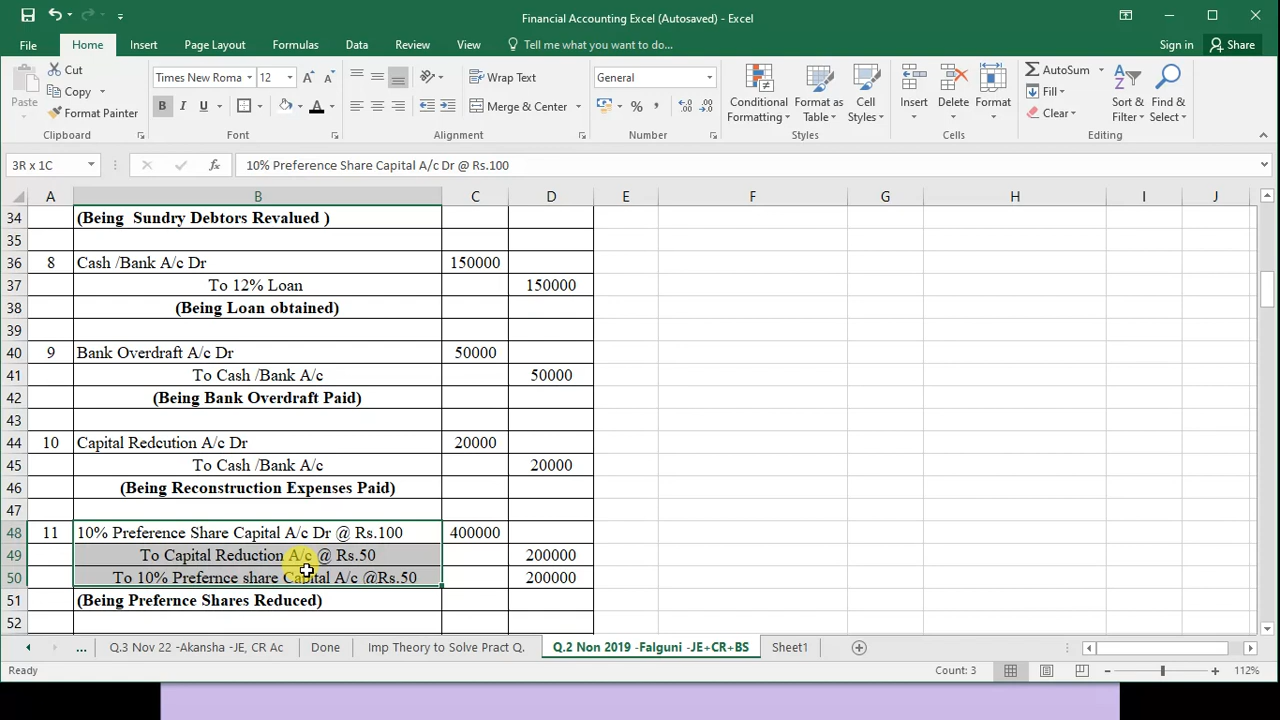 Financial Accounting Excel (Autosaved) - Excel
File Home Insert Page Layout Formulas Data Review View Tell me what you want to do... Sign in Share
Paste Cut Copy Format Painter
Clipboard
Times New Roma 12 A A
B I U A
Font
Wrap Text
Merge & Center
Alignment
General
% ,
Number
Conditional Formatting Format as Table Cell Styles
Styles
Insert Delete Format
Cells
AutoSum Fill Clear
Sort & Filter Find & Select
Editing
3R x 1C fx 10% Preference Share Capital A/c Dr @ Rs.100
A B C D E F G H I J
34 (Being  Sundry Debtors Revalued )
35
36 8 Cash /Bank A/c Dr 150000
37 To 12% Loan 150000
38 (Being Loan obtained)
39
40 9 Bank Overdraft A/c Dr 50000
41 To Cash /Bank A/c 50000
42 (Being Bank Overdraft Paid)
43
44 10 Capital Redcution A/c Dr 20000
45 To Cash /Bank A/c 20000
46 (Being Reconstruction Expenses Paid)
47
48 11 10% Preference Share Capital A/c Dr @ Rs.100 400000
49 To Capital Reduction A/c @ Rs.50 200000
50 To 10% Prefernce share Capital A/c @Rs.50 200000
51 (Being Prefernce Shares Reduced)
52
... Q.3 Nov 22 -Akansha -JE, CR Ac Done Imp Theory to Solve Pract Q. Q.2 Non 2019 -Falguni -JE+CR+BS Sheet1
Ready Count: 3 112%